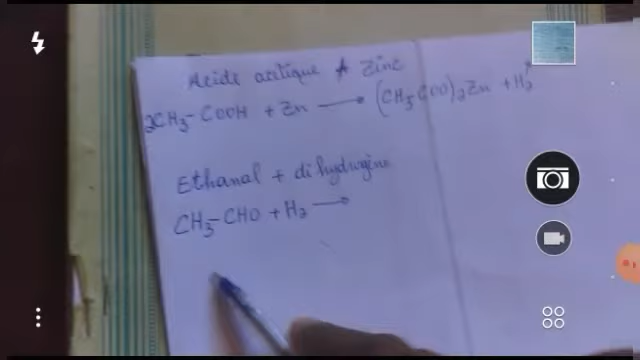 Acide acétique + Zinc
2CH₃-COOH + Zn ⟶ (CH₃COO)₂Zn + H₂↑
Ethanal + dihydrogène
CH₃-CHO + H₂ ⟶